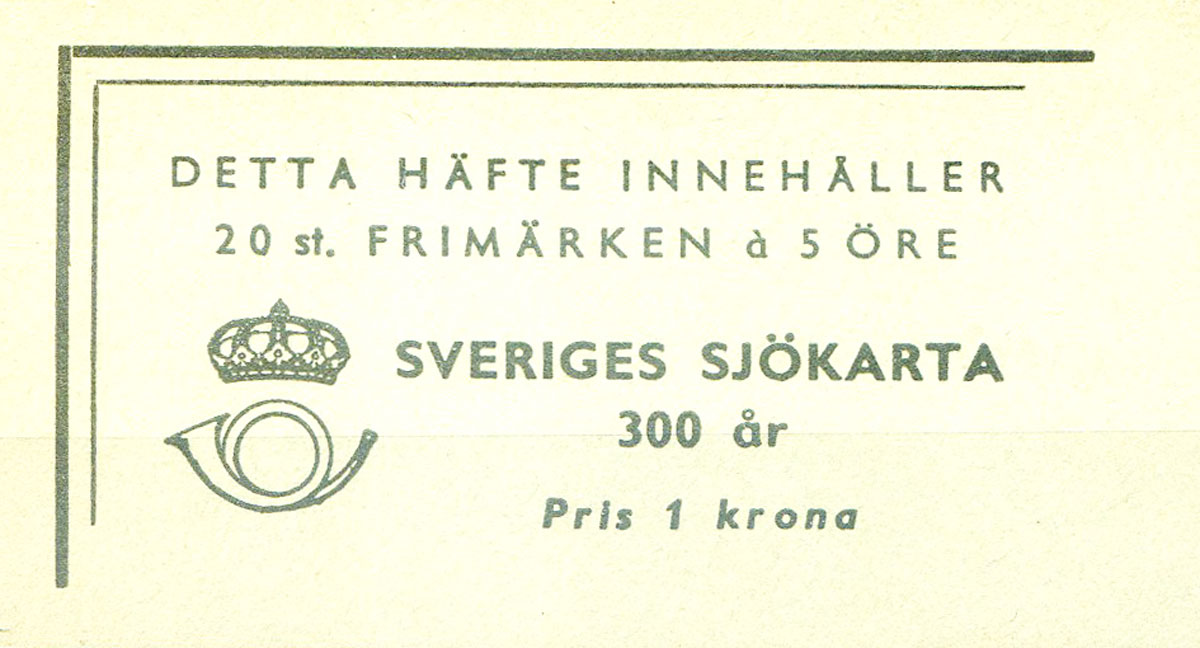 DETTA HÄFTE INNEHÅLLER
20 st. FRIMÄRKEN à 5 ÖRE
SVERIGES SJÖKARTA
300 år
Pris 1 krona